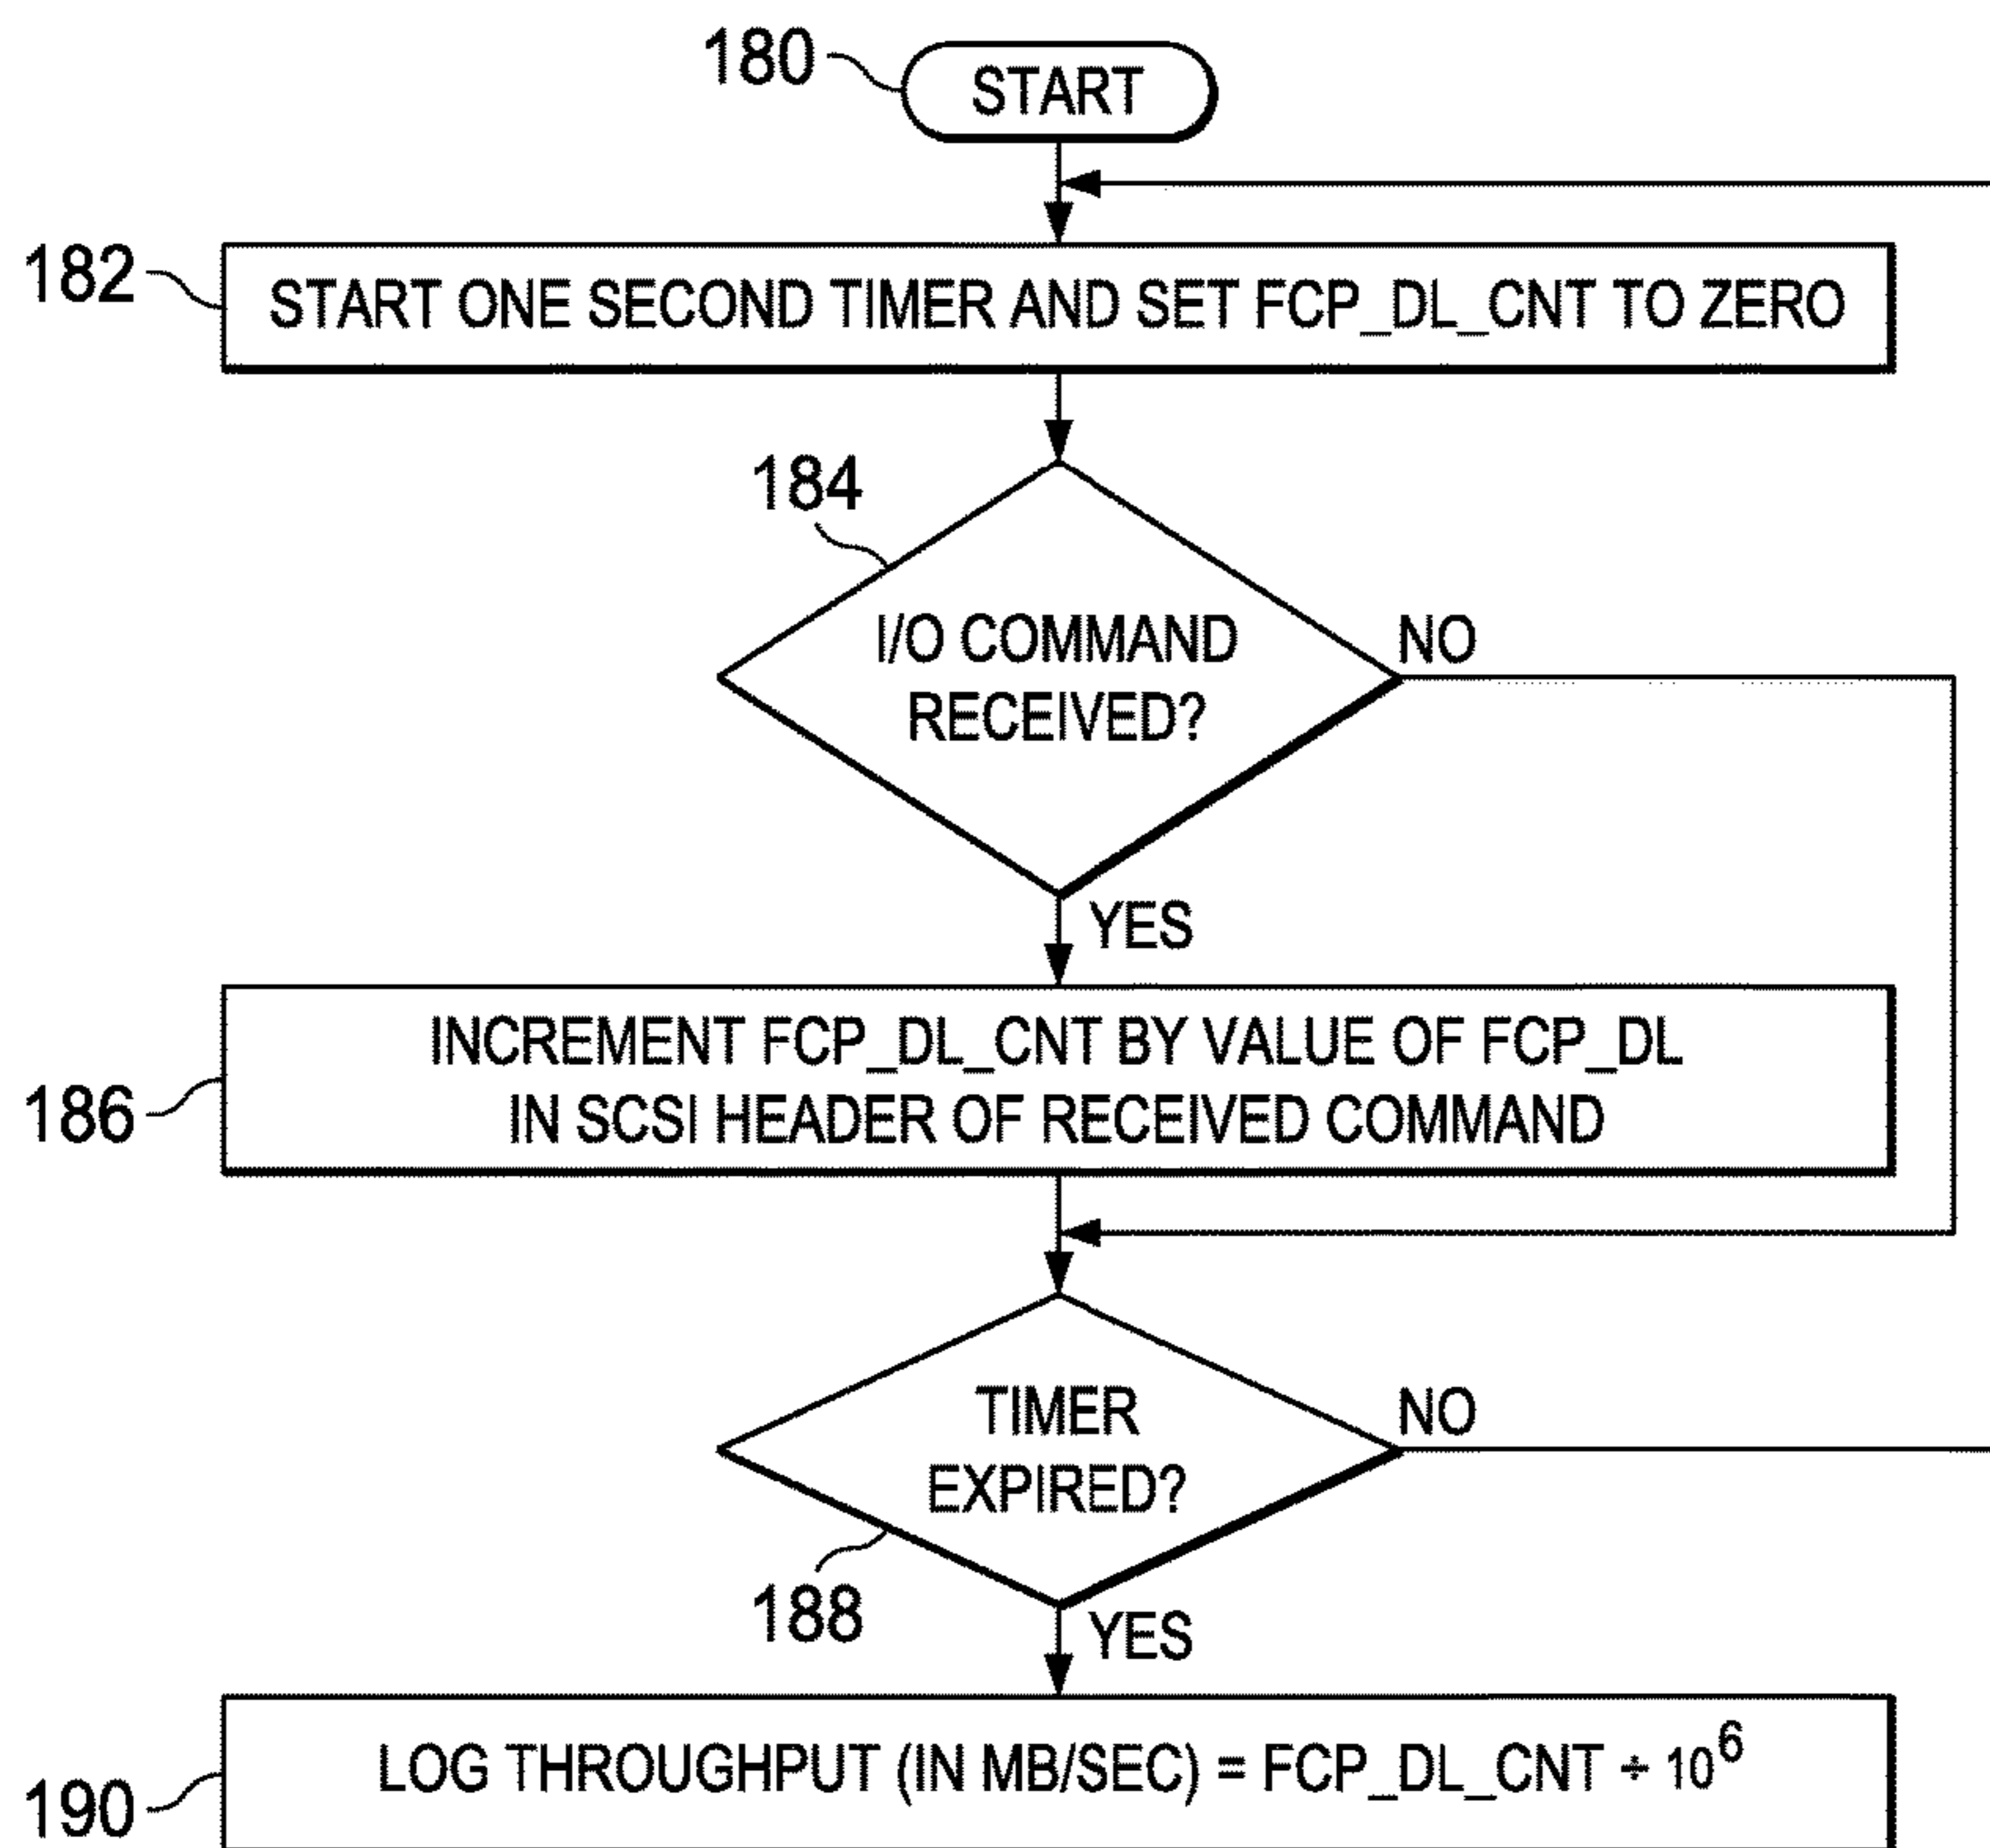 180
START
182
START ONE SECOND TIMER AND SET FCP_DL_CNT TO ZERO
184
I/O COMMAND
RECEIVED?
NO
YES
186
INCREMENT FCP_DL_CNT BY VALUE OF FCP_DL
IN SCSI HEADER OF RECEIVED COMMAND
TIMER
EXPIRED?
NO
188
YES
190
LOG THROUGHPUT (IN MB/SEC) = FCP_DL_CNT ÷ 10⁶